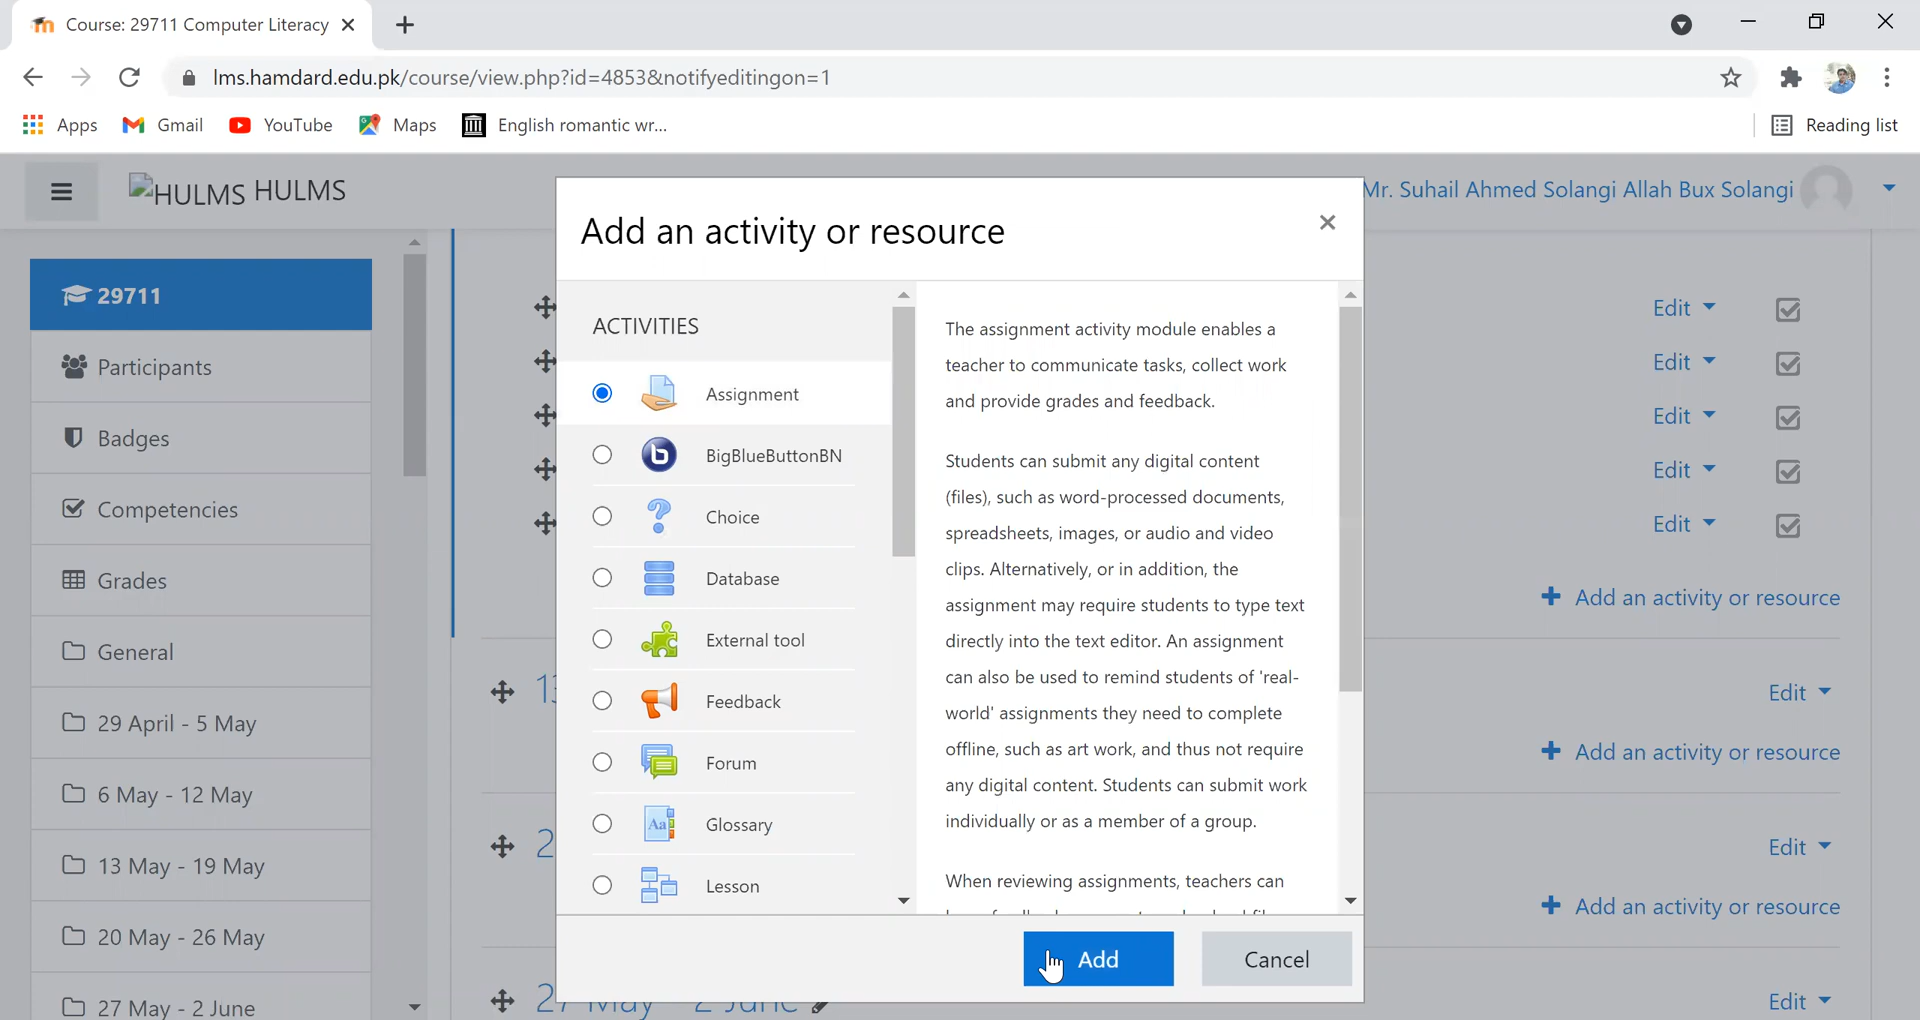 Course: 29711 Computer Literacy
lms.hamdard.edu.pk/course/view.php?id=4853&notifyeditingon=1
Apps Gmail YouTube Maps English romantic wr... Reading list
HULMS HULMS
Mr. Suhail Ahmed Solangi Allah Bux Solangi
29711
Participants
Badges
Competencies
Grades
General
29 April - 5 May
6 May - 12 May
13 May - 19 May
20 May - 26 May
27 May - 2 June
Add an activity or resource
ACTIVITIES
Assignment
BigBlueButtonBN
Choice
Database
External tool
Feedback
Forum
Glossary
Lesson
The assignment activity module enables a
teacher to communicate tasks, collect work
and provide grades and feedback.
Students can submit any digital content
(files), such as word-processed documents,
spreadsheets, images, or audio and video
clips. Alternatively, or in addition, the
assignment may require students to type text
directly into the text editor. An assignment
can also be used to remind students of 'real-
world' assignments they need to complete
offline, such as art work, and thus not require
any digital content. Students can submit work
individually or as a member of a group.
When reviewing assignments, teachers can
Add Cancel
Edit
Edit
Edit
Edit
Edit
Add an activity or resource
Edit
Add an activity or resource
Edit
Add an activity or resource
27 May - 2 June
Edit